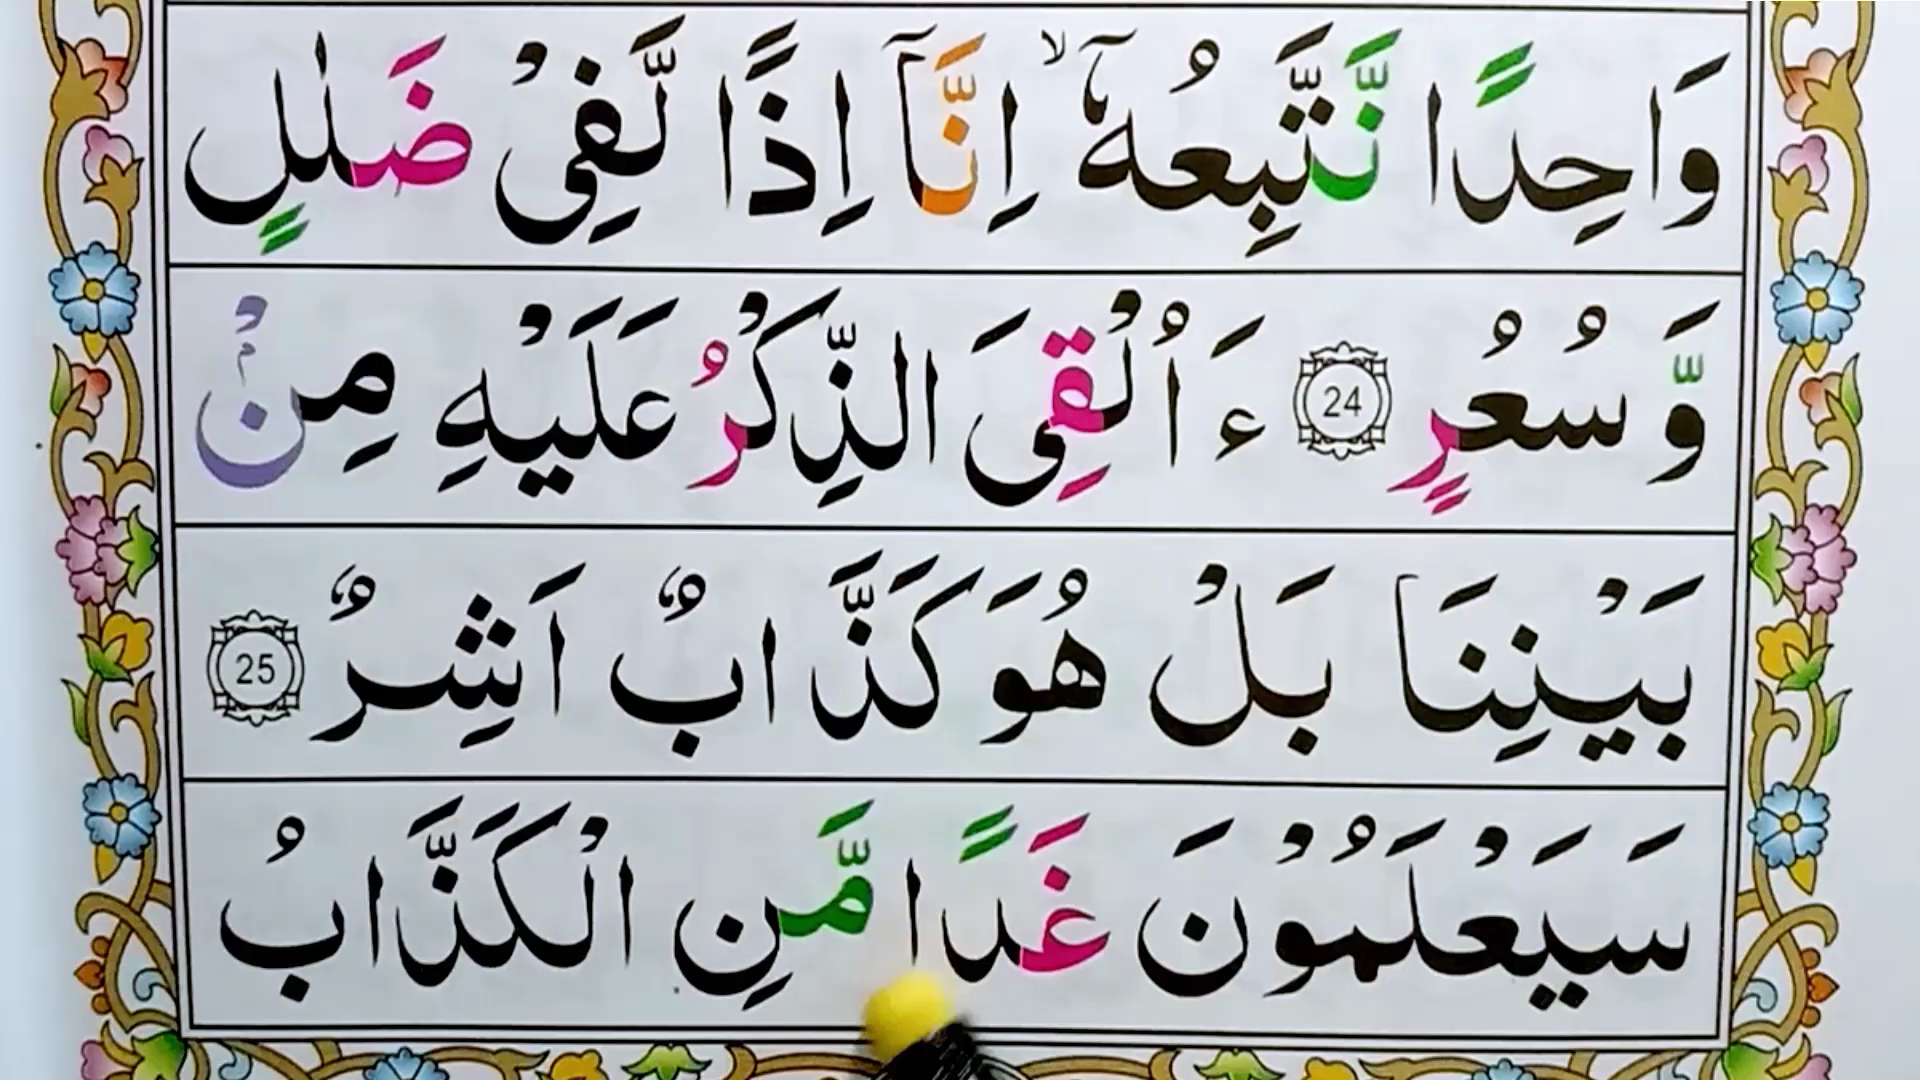 وَاحِدًا نَّتَّبِعُهٗۤ ۙ اِنَّاۤ اِذًا لَّفِىْ ضَلٰلٍ
وَّسُعُرٍ 24 ءَاُلْقِىَ الذِّكْرُ عَلَيْهِ مِنْۢ
بَيْنِنَا بَلْ هُوَ كَذَّابٌ اَشِرٌ 25
سَيَعْلَمُوْنَ غَدًا مَّنِ الْكَذَّابُ